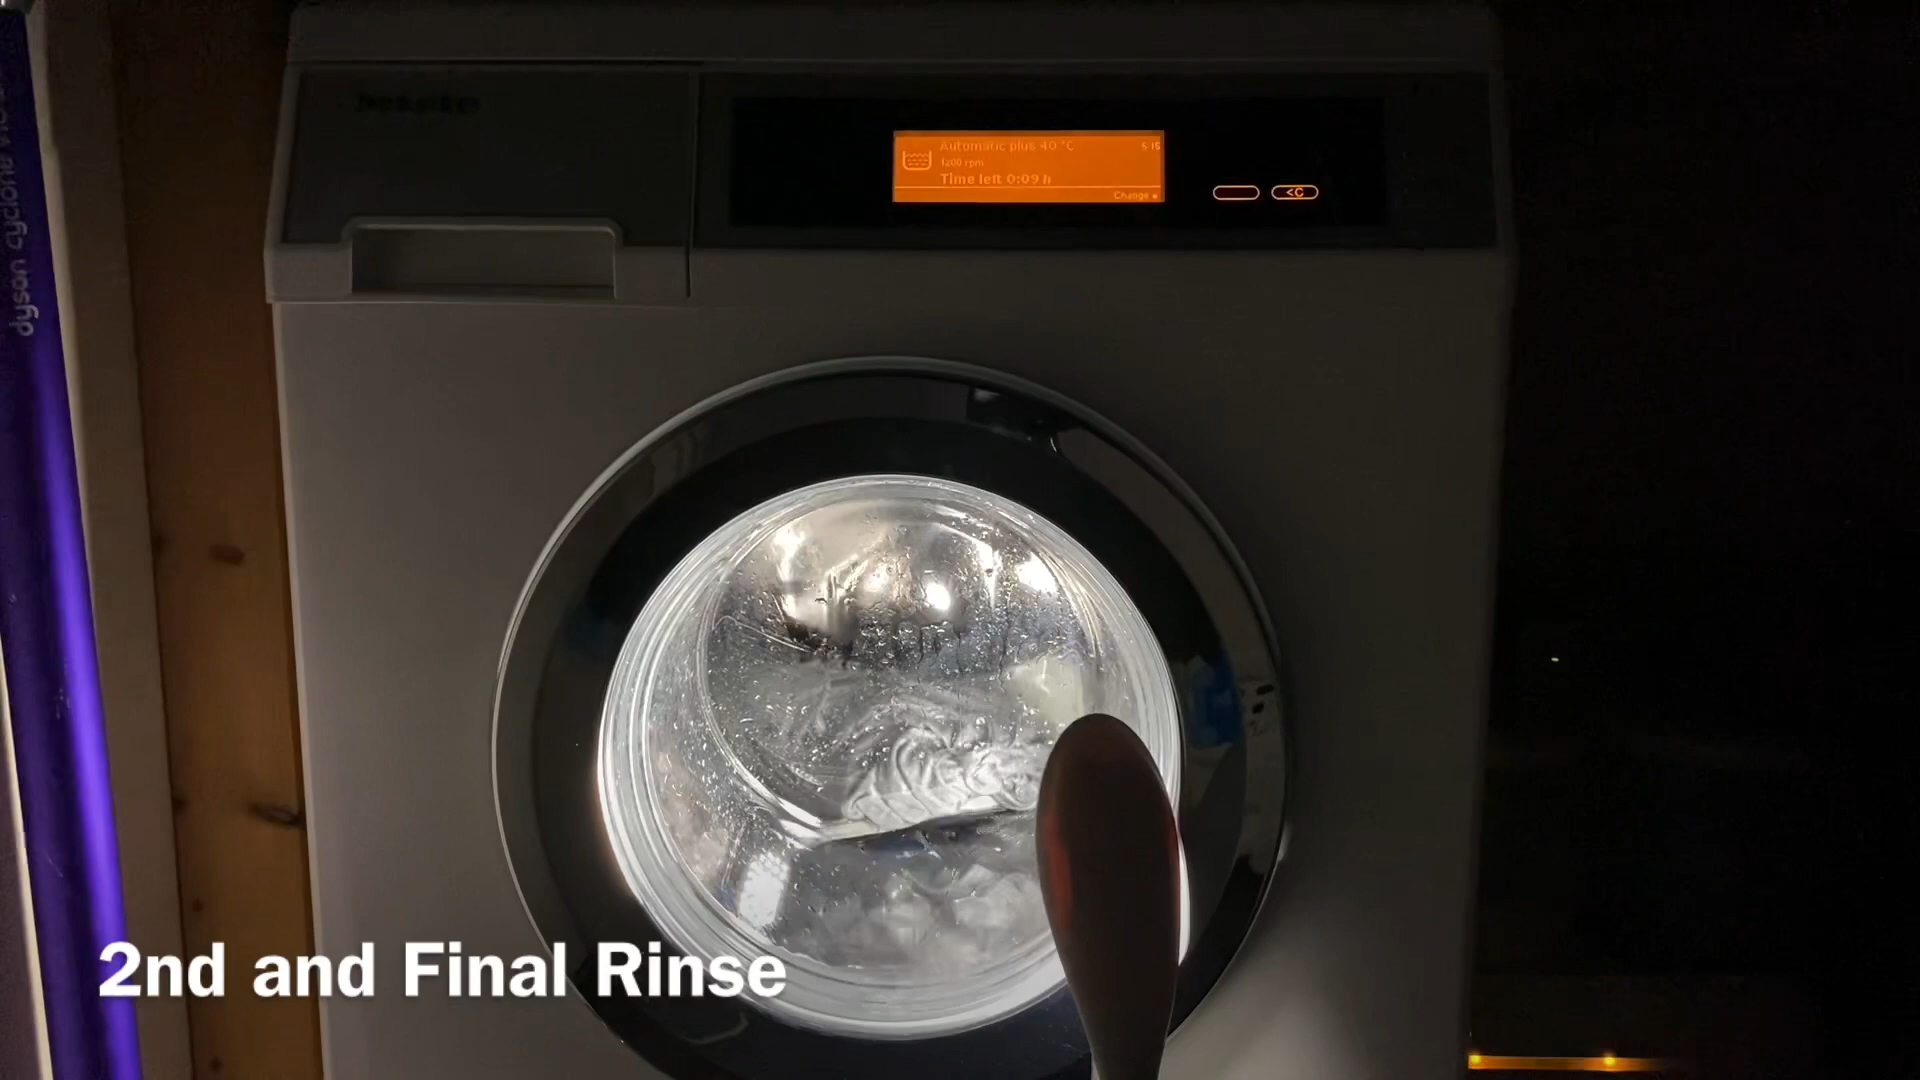 Automatic plus 40 °C
1200 rpm
Time left 0:09 h
Change
<C
dyson cyclone
2nd and Final Rinse